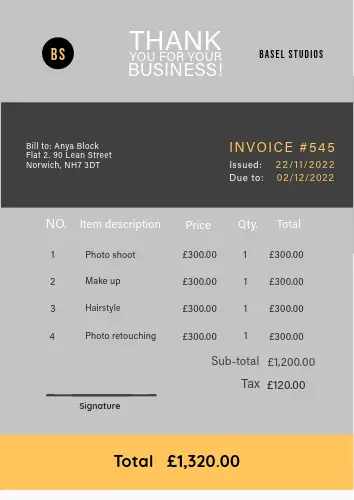 BS
THANK
YOU FOR YOUR
BUSINESS!
BASEL STUDIOS
Bill to: Anya Block
Flat 2. 90 Lean Street
Norwich, NH7 3DT
INVOICE #545
Issued: 22/11/2022
Due to: 02/12/2022
NO. Item description Price Qty. Total
1 Photo shoot £300.00 1 £300.00
2 Make up £300.00 1 £300.00
3 Hairstyle £300.00 1 £300.00
4 Photo retouching £300.00 1 £300.00
Sub-total £1,200.00
Tax £120.00
Signature
Total £1,320.00